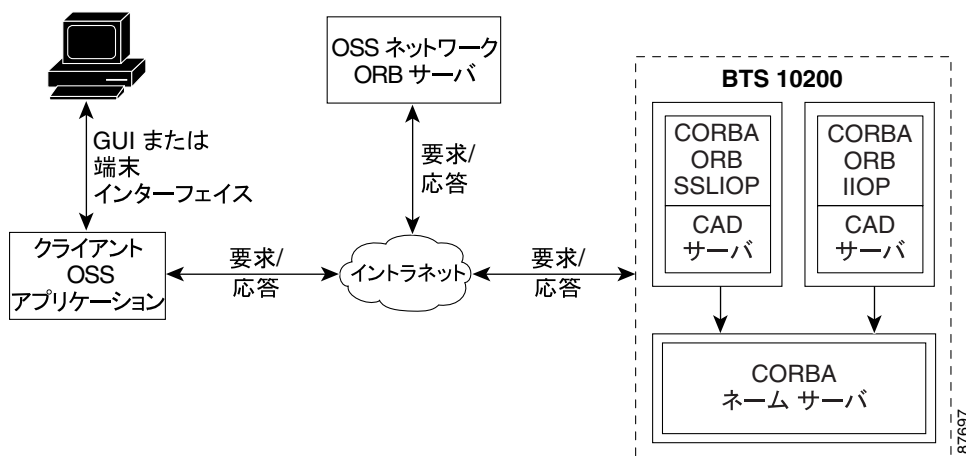 GUI または
端末
インターフェイス
クライアント
OSS
アプリケーション
要求/
応答
イントラネット
OSS ネットワーク
ORB サーバ
要求/
応答
要求/
応答
BTS 10200
CORBA
ORB
SSLIOP
CAD
サーバ
CORBA
ORB
IIOP
CAD
サーバ
CORBA
ネーム サーバ
87697